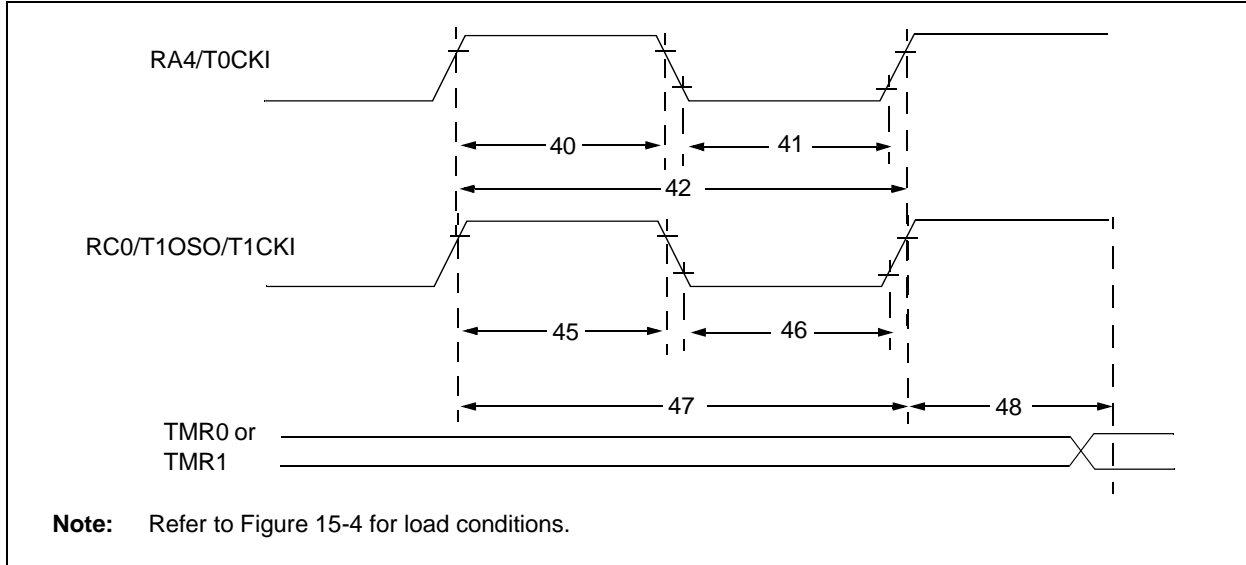 RA4/T0CKI
40
41
42
RC0/T1OSO/T1CKI
45
46
47
48
TMR0 or
TMR1
Note: Refer to Figure 15-4 for load conditions.